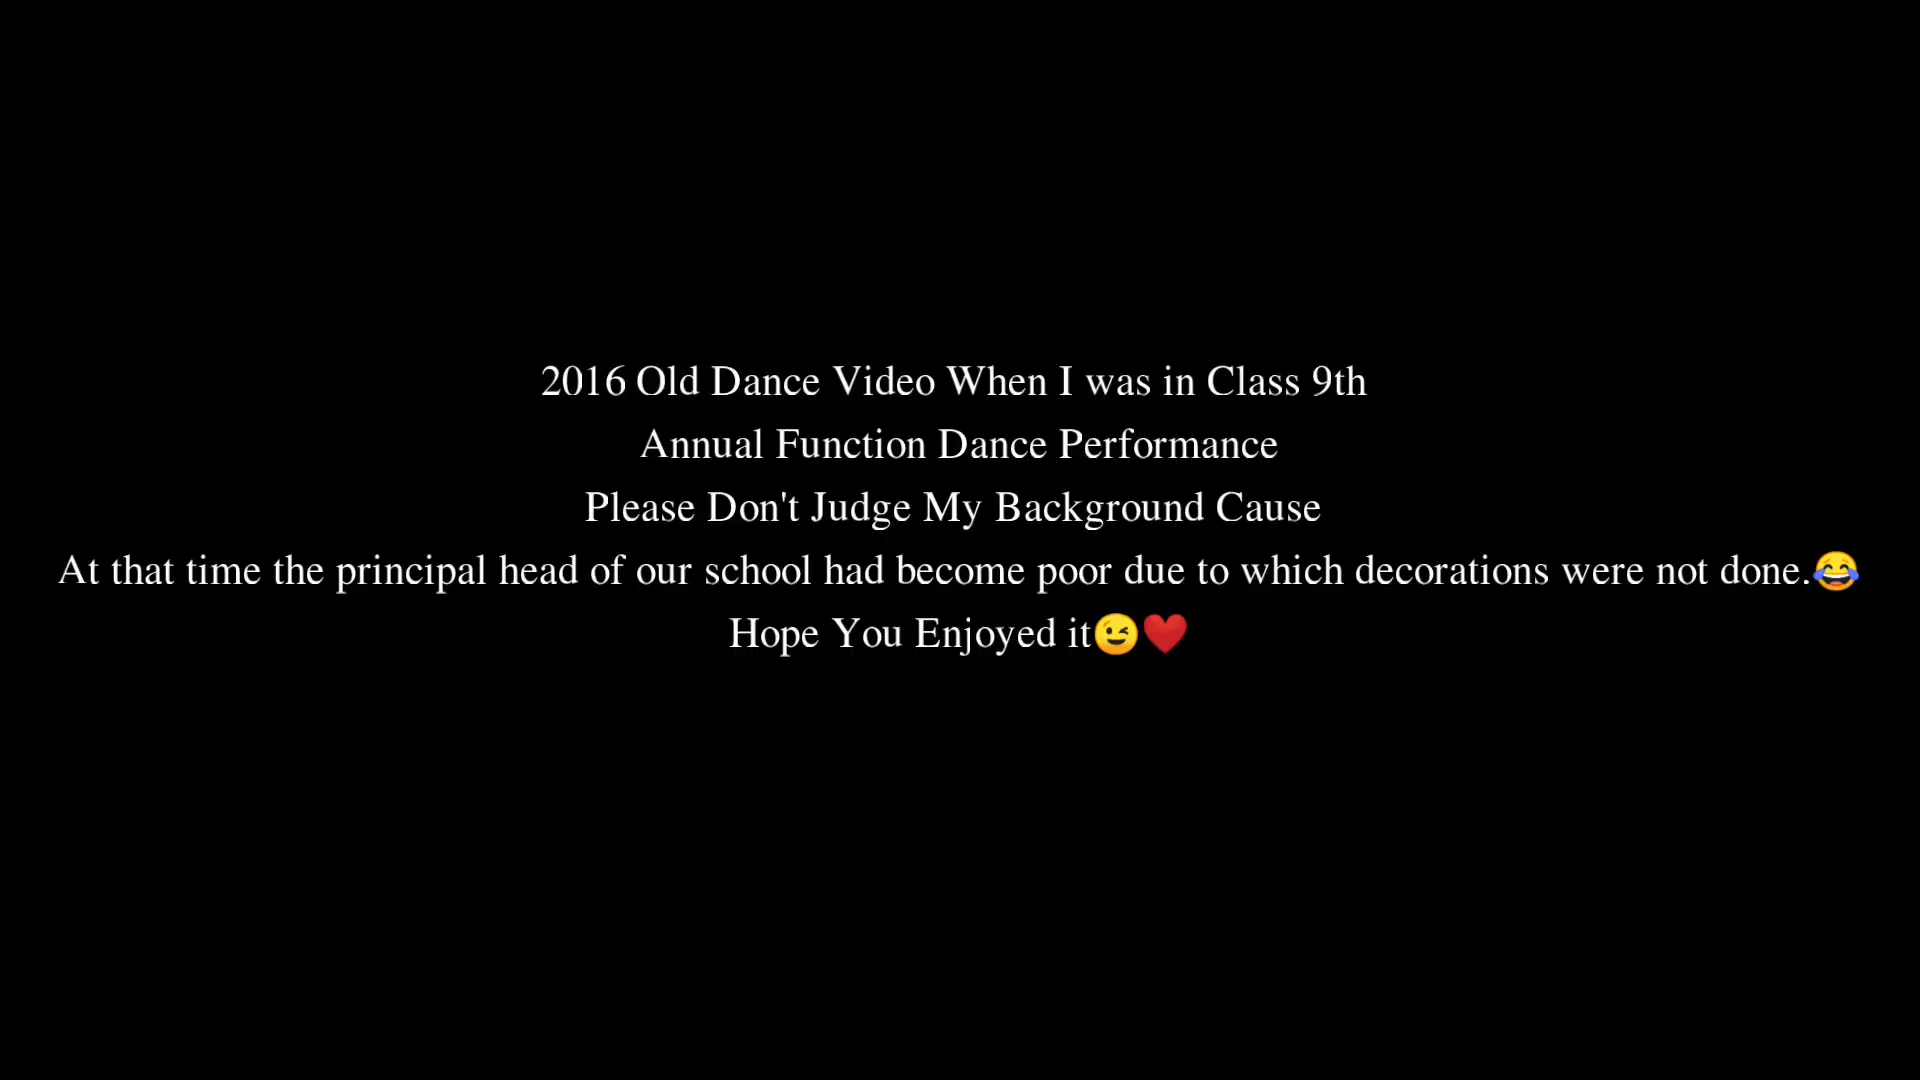 2016 Old Dance Video When I was in Class 9th
Annual Function Dance Performance
Please Don't Judge My Background Cause
At that time the principal head of our school had become poor due to which decorations were not done.😂
Hope You Enjoyed it😉❤️